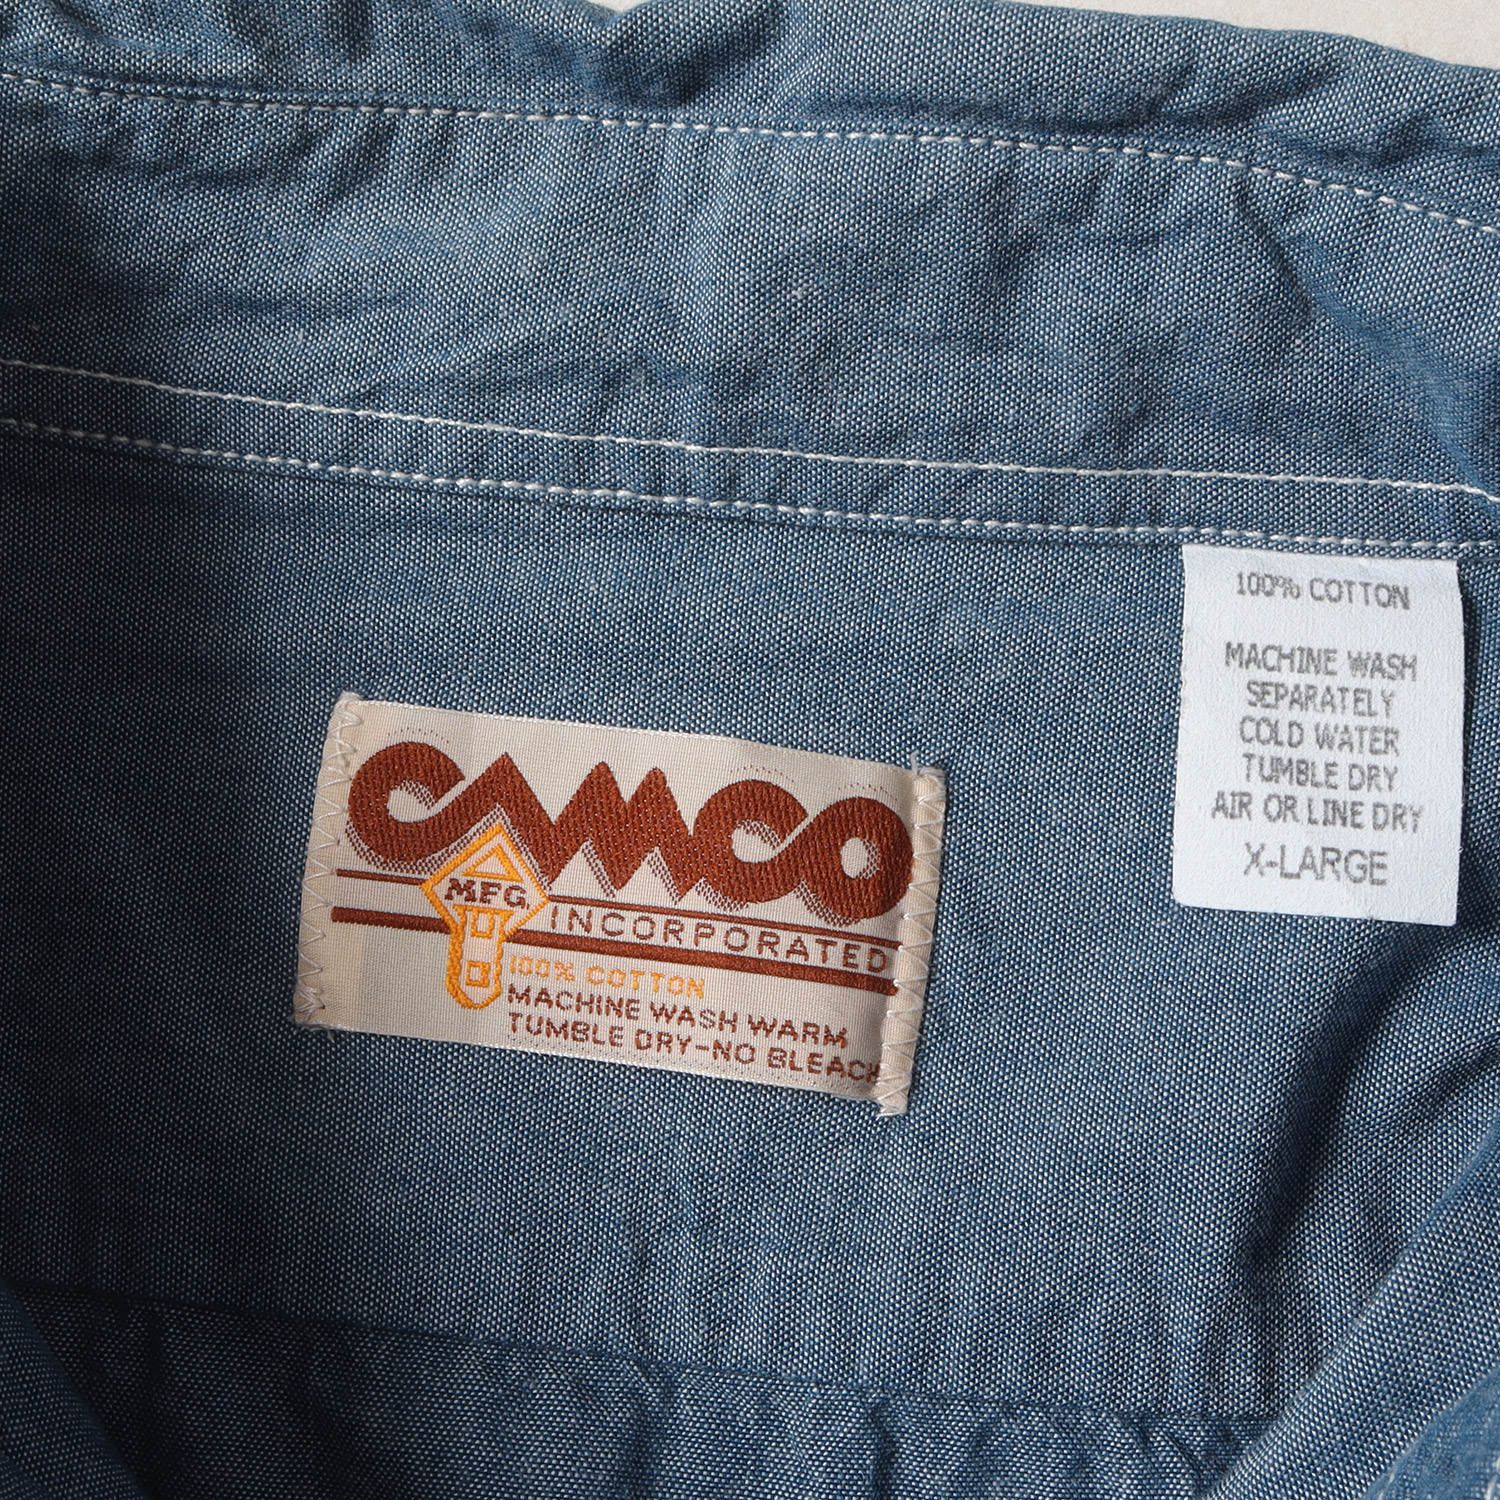 CAMCO
MFG.
INCORPORATED
100% COTTON
MACHINE WASH WARM
TUMBLE DRY-NO BLEACH
100% COTTON
MACHINE WASH
SEPARATELY
COLD WATER
TUMBLE DRY
AIR OR LINE DRY
X-LARGE